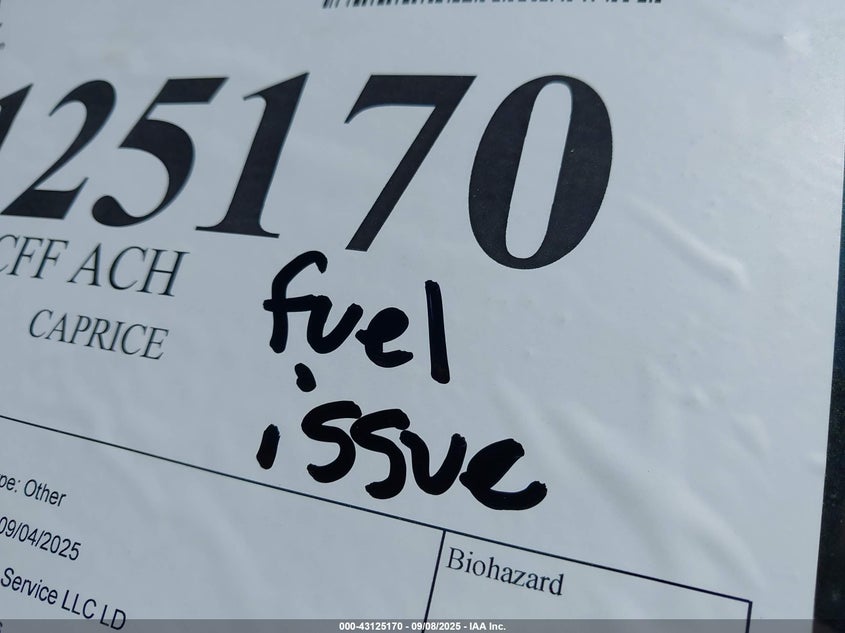 125170
CFF ACH
CAPRICE
fuel
issue
pe: Other
09/04/2025
Service LLC LD
Biohazard
000-43125170 - 09/08/2025 - IAA Inc.